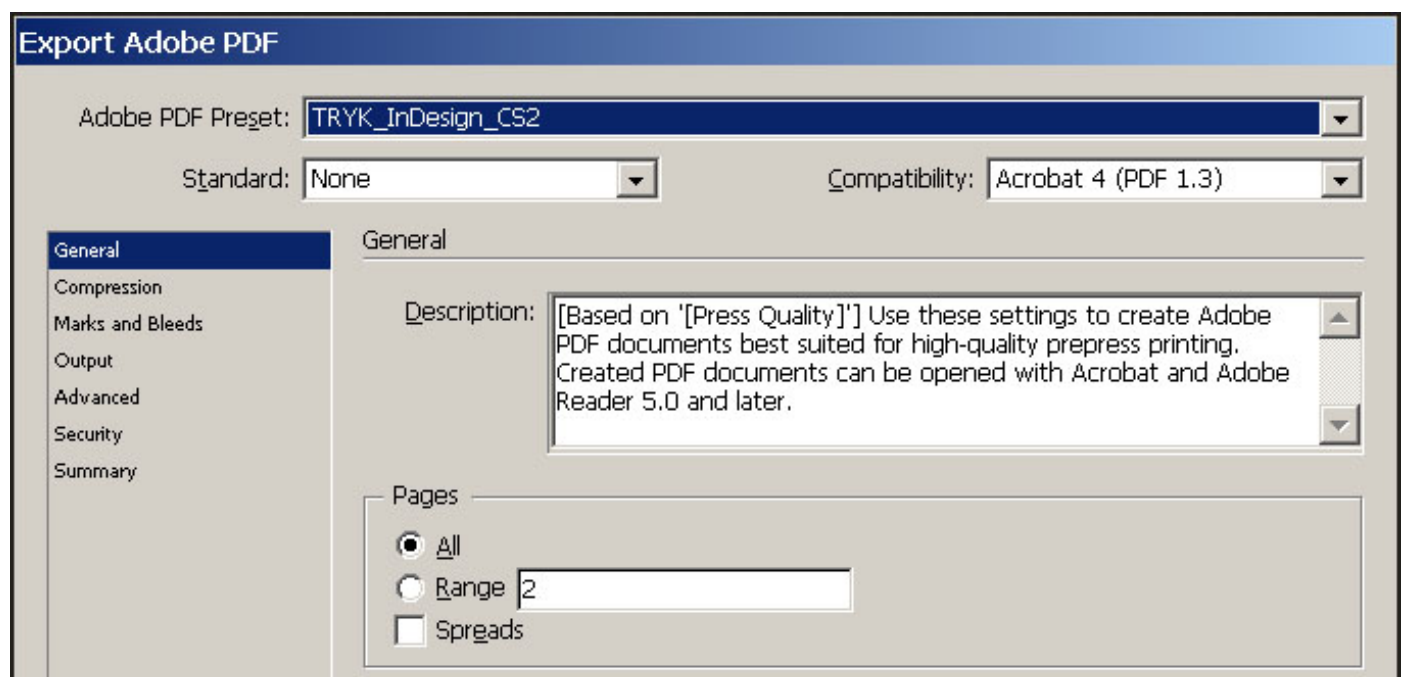 Export Adobe PDF
Adobe PDF Preset: TRYK_InDesign_CS2
Standard: None Compatibility: Acrobat 4 (PDF 1.3)
General
Compression
Marks and Bleeds
Output
Advanced
Security
Summary
General
Description: [Based on '[Press Quality]'] Use these settings to create Adobe
PDF documents best suited for high-quality prepress printing.
Created PDF documents can be opened with Acrobat and Adobe
Reader 5.0 and later.
Pages
All
Range 2
Spreads